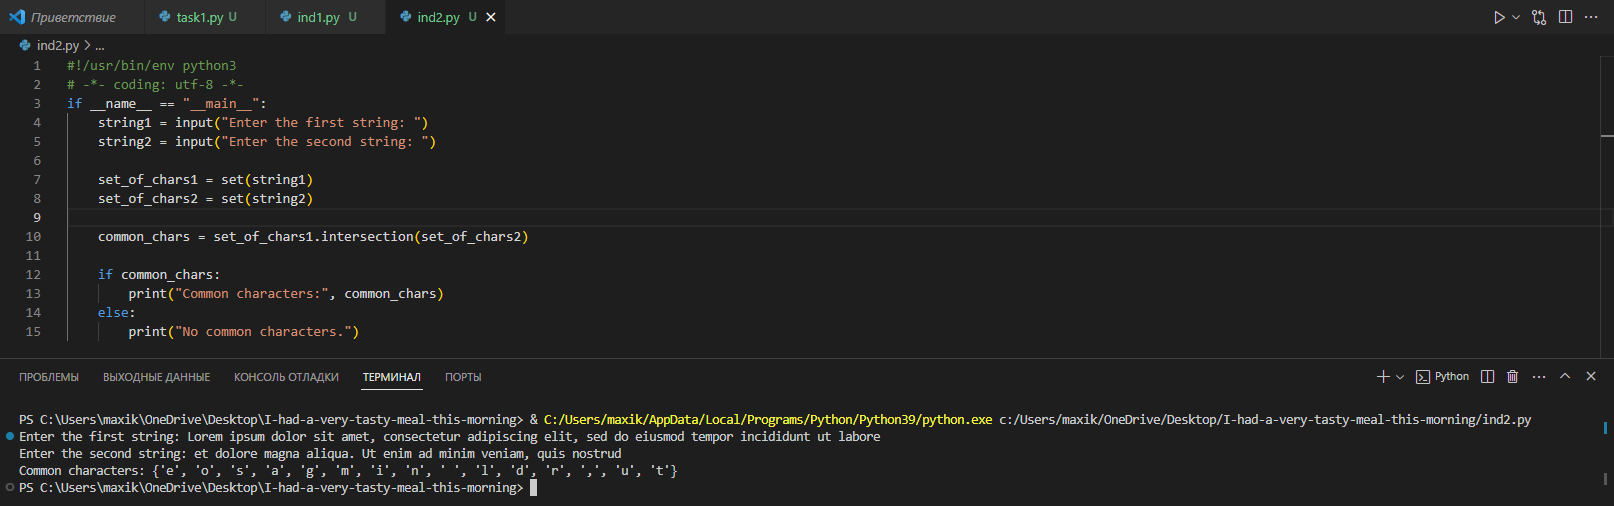 Приветствие task1.py U ind1.py U ind2.py U
ind2.py > ...
1 #!/usr/bin/env python3
2 # -*- coding: utf-8 -*-
3 if __name__ == "__main__":
4 string1 = input("Enter the first string: ")
5 string2 = input("Enter the second string: ")
6
7 set_of_chars1 = set(string1)
8 set_of_chars2 = set(string2)
9
10 common_chars = set_of_chars1.intersection(set_of_chars2)
11
12 if common_chars:
13 print("Common characters:", common_chars)
14 else:
15 print("No common characters.")
ПРОБЛЕМЫ ВЫХОДНЫЕ ДАННЫЕ КОНСОЛЬ ОТЛАДКИ ТЕРМИНАЛ ПОРТЫ Python
PS C:\Users\maxik\OneDrive\Desktop\I-had-a-very-tasty-meal-this-morning> & C:/Users/maxik/AppData/Local/Programs/Python/Python39/python.exe c:/Users/maxik/OneDrive/Desktop/I-had-a-very-tasty-meal-this-morning/ind2.py
Enter the first string: Lorem ipsum dolor sit amet, consectetur adipiscing elit, sed do eiusmod tempor incididunt ut labore
Enter the second string: et dolore magna aliqua. Ut enim ad minim veniam, quis nostrud
Common characters: {'e', 'o', 's', 'a', 'g', 'm', 'i', 'n', ' ', 'l', 'd', 'r', ',', 'u', 't'}
PS C:\Users\maxik\OneDrive\Desktop\I-had-a-very-tasty-meal-this-morning>